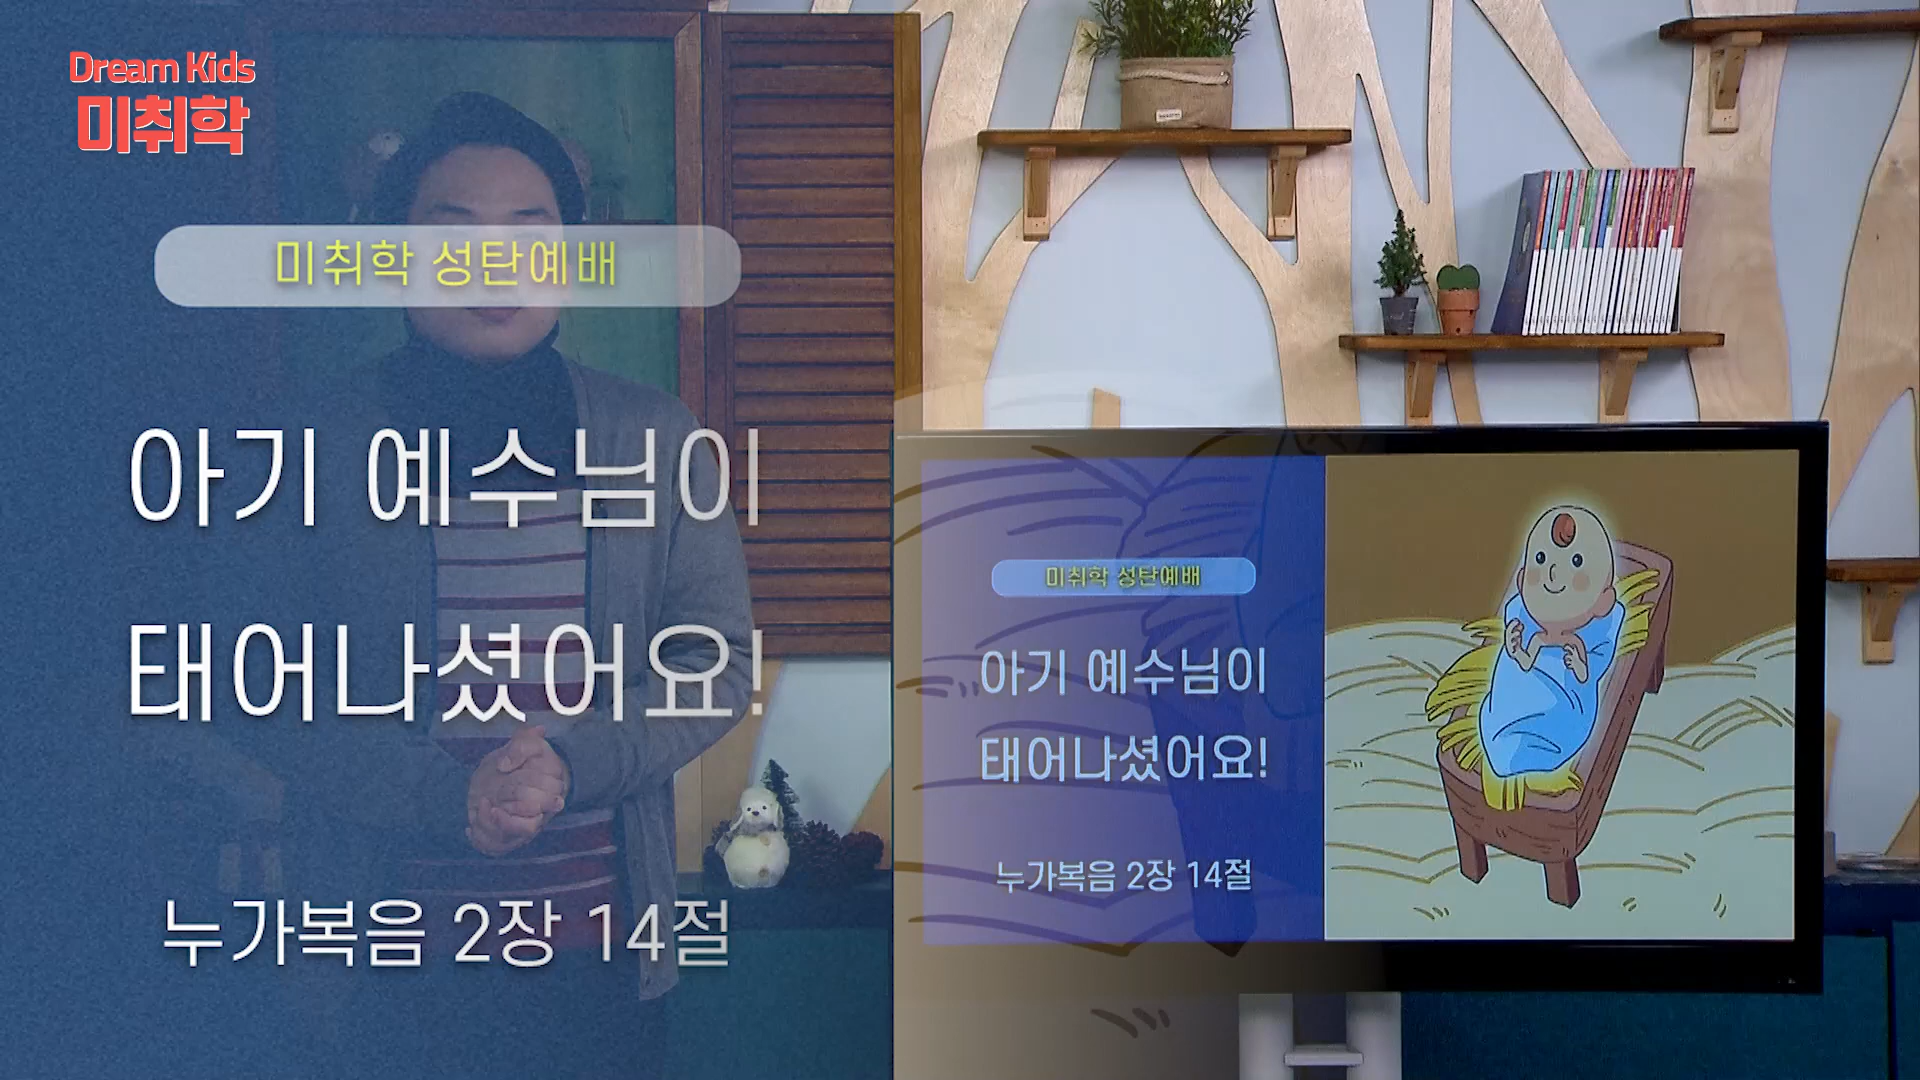 Dream Kids
미취학
미취학 성탄예배
아기 예수님이
태어나셨어요!
누가복음 2장 14절
미취학 성탄예배
아기 예수님이
태어나셨어요!
누가복음 2장 14절